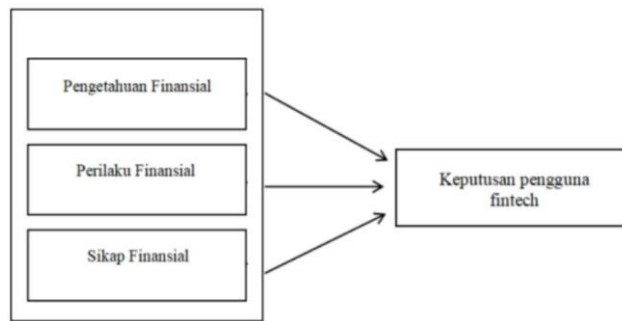 Pengetahuan Finansial
Perilaku Finansial
Sikap Finansial
Keputusan pengguna
fintech